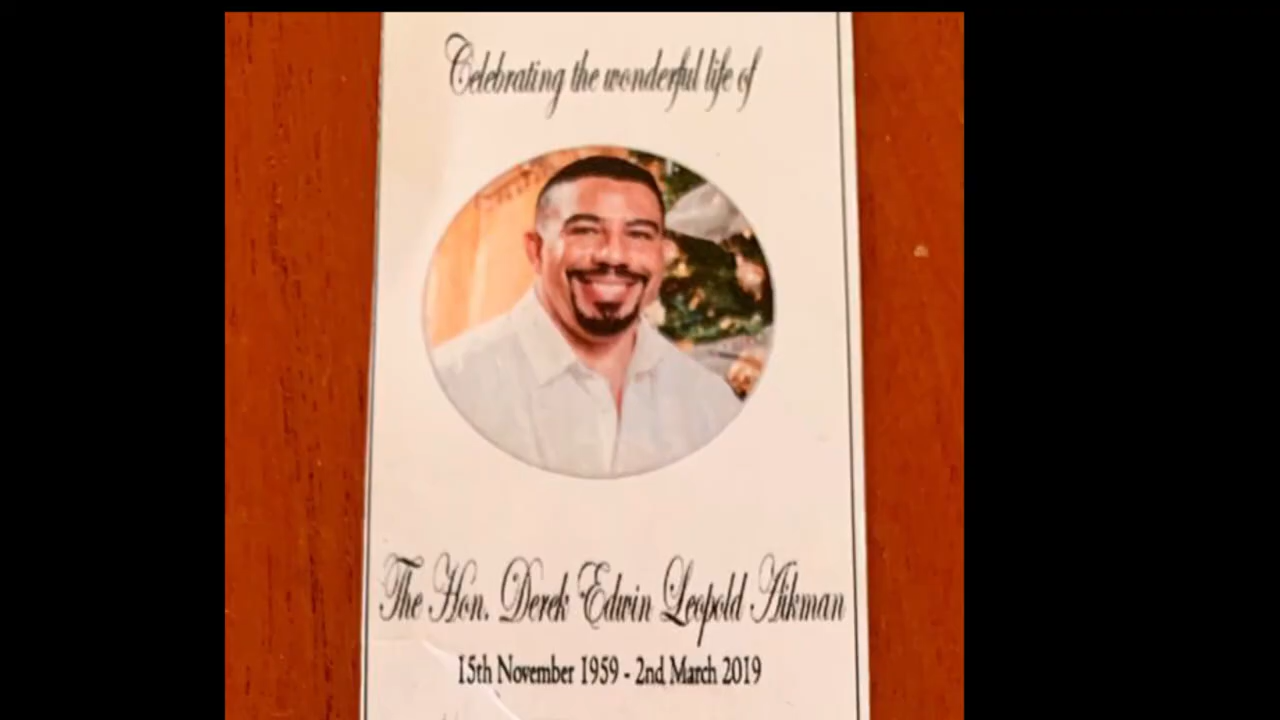 Celebrating the wonderful life of
The Hon. Derek Edwin Leopold Aikman
15th November 1959 - 2nd March 2019